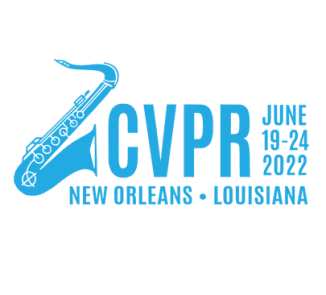 CVPR
JUNE
19-24
2022
NEW ORLEANS • LOUISIANA